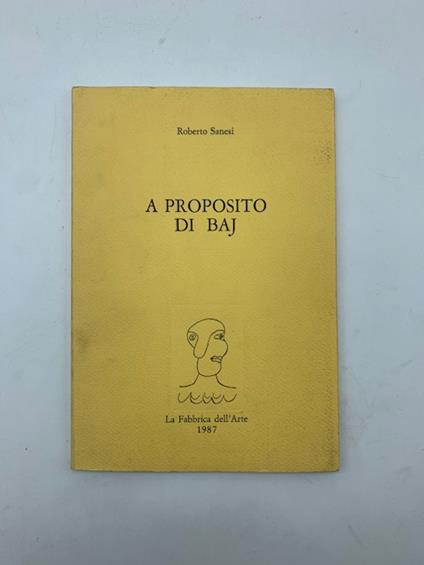 Roberto Sanesi
A PROPOSITO
DI BAJ
La Fabbrica dell'Arte
1987